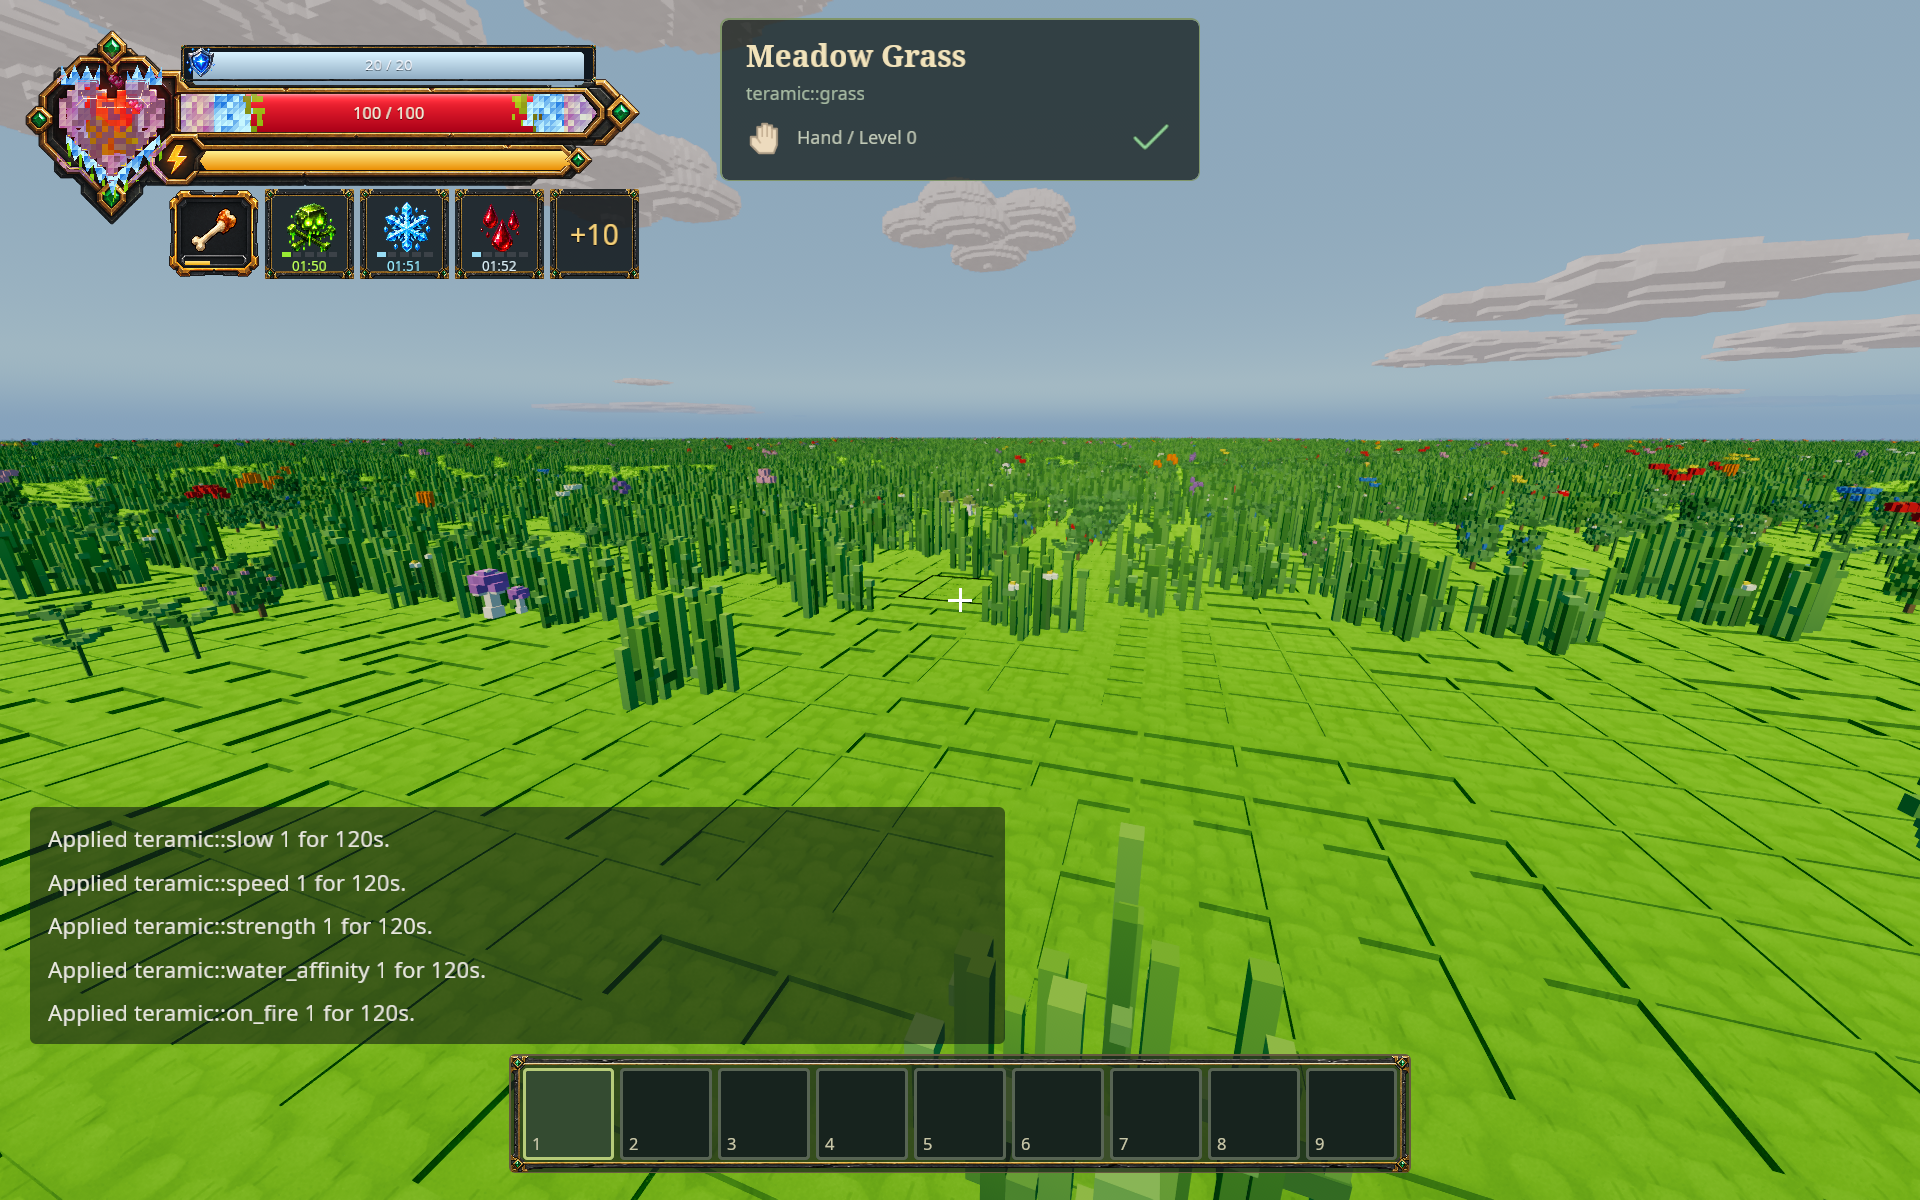 20 / 20
100 / 100
01:50
01:51
01:52
+10
Meadow Grass
teramic::grass
Hand / Level 0
Applied teramic::slow 1 for 120s.
Applied teramic::speed 1 for 120s.
Applied teramic::strength 1 for 120s.
Applied teramic::water_affinity 1 for 120s.
Applied teramic::on_fire 1 for 120s.
1 2 3 4 5 6 7 8 9